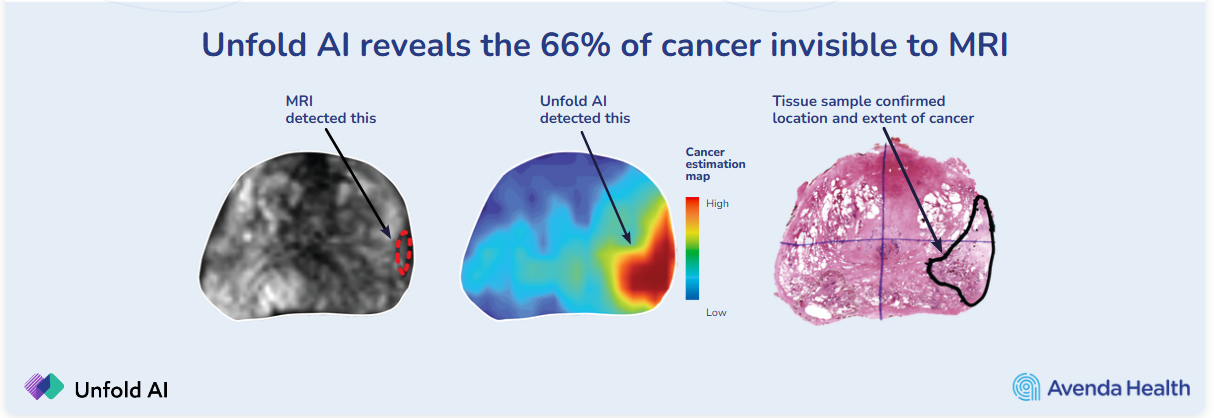 Unfold AI reveals the 66% of cancer invisible to MRI
MRI
detected this
Unfold AI
detected this
Cancer
estimation
map
High
Low
Tissue sample confirmed
location and extent of cancer
Unfold AI
Avenda Health